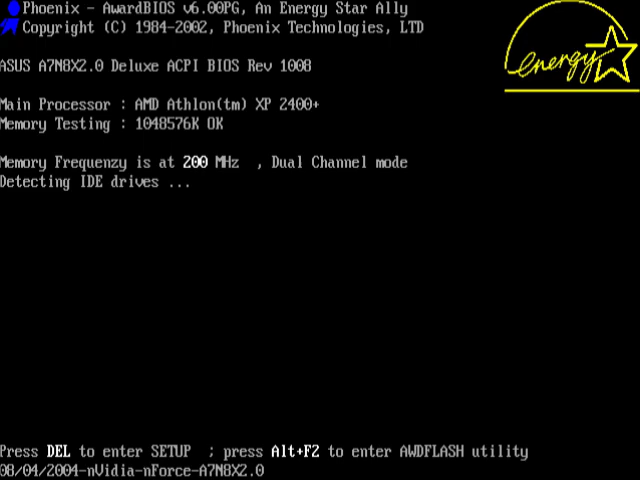 Phoenix - AwardBIOS v6.00PG, An Energy Star Ally
Copyright (C) 1984-2002, Phoenix Technologies, LTD
energy
ASUS A7N8X2.0 Deluxe ACPI BIOS Rev 1008
Main Processor : AMD Athlon(tm) XP 2400+
Memory Testing : 1048576K OK
Memory Frequenzy is at 200 MHz , Dual Channel mode
Detecting IDE drives ...
Press DEL to enter SETUP ; press Alt+F2 to enter AWDFLASH utility
08/04/2004-nVidia-nForce-A7N8X2.0